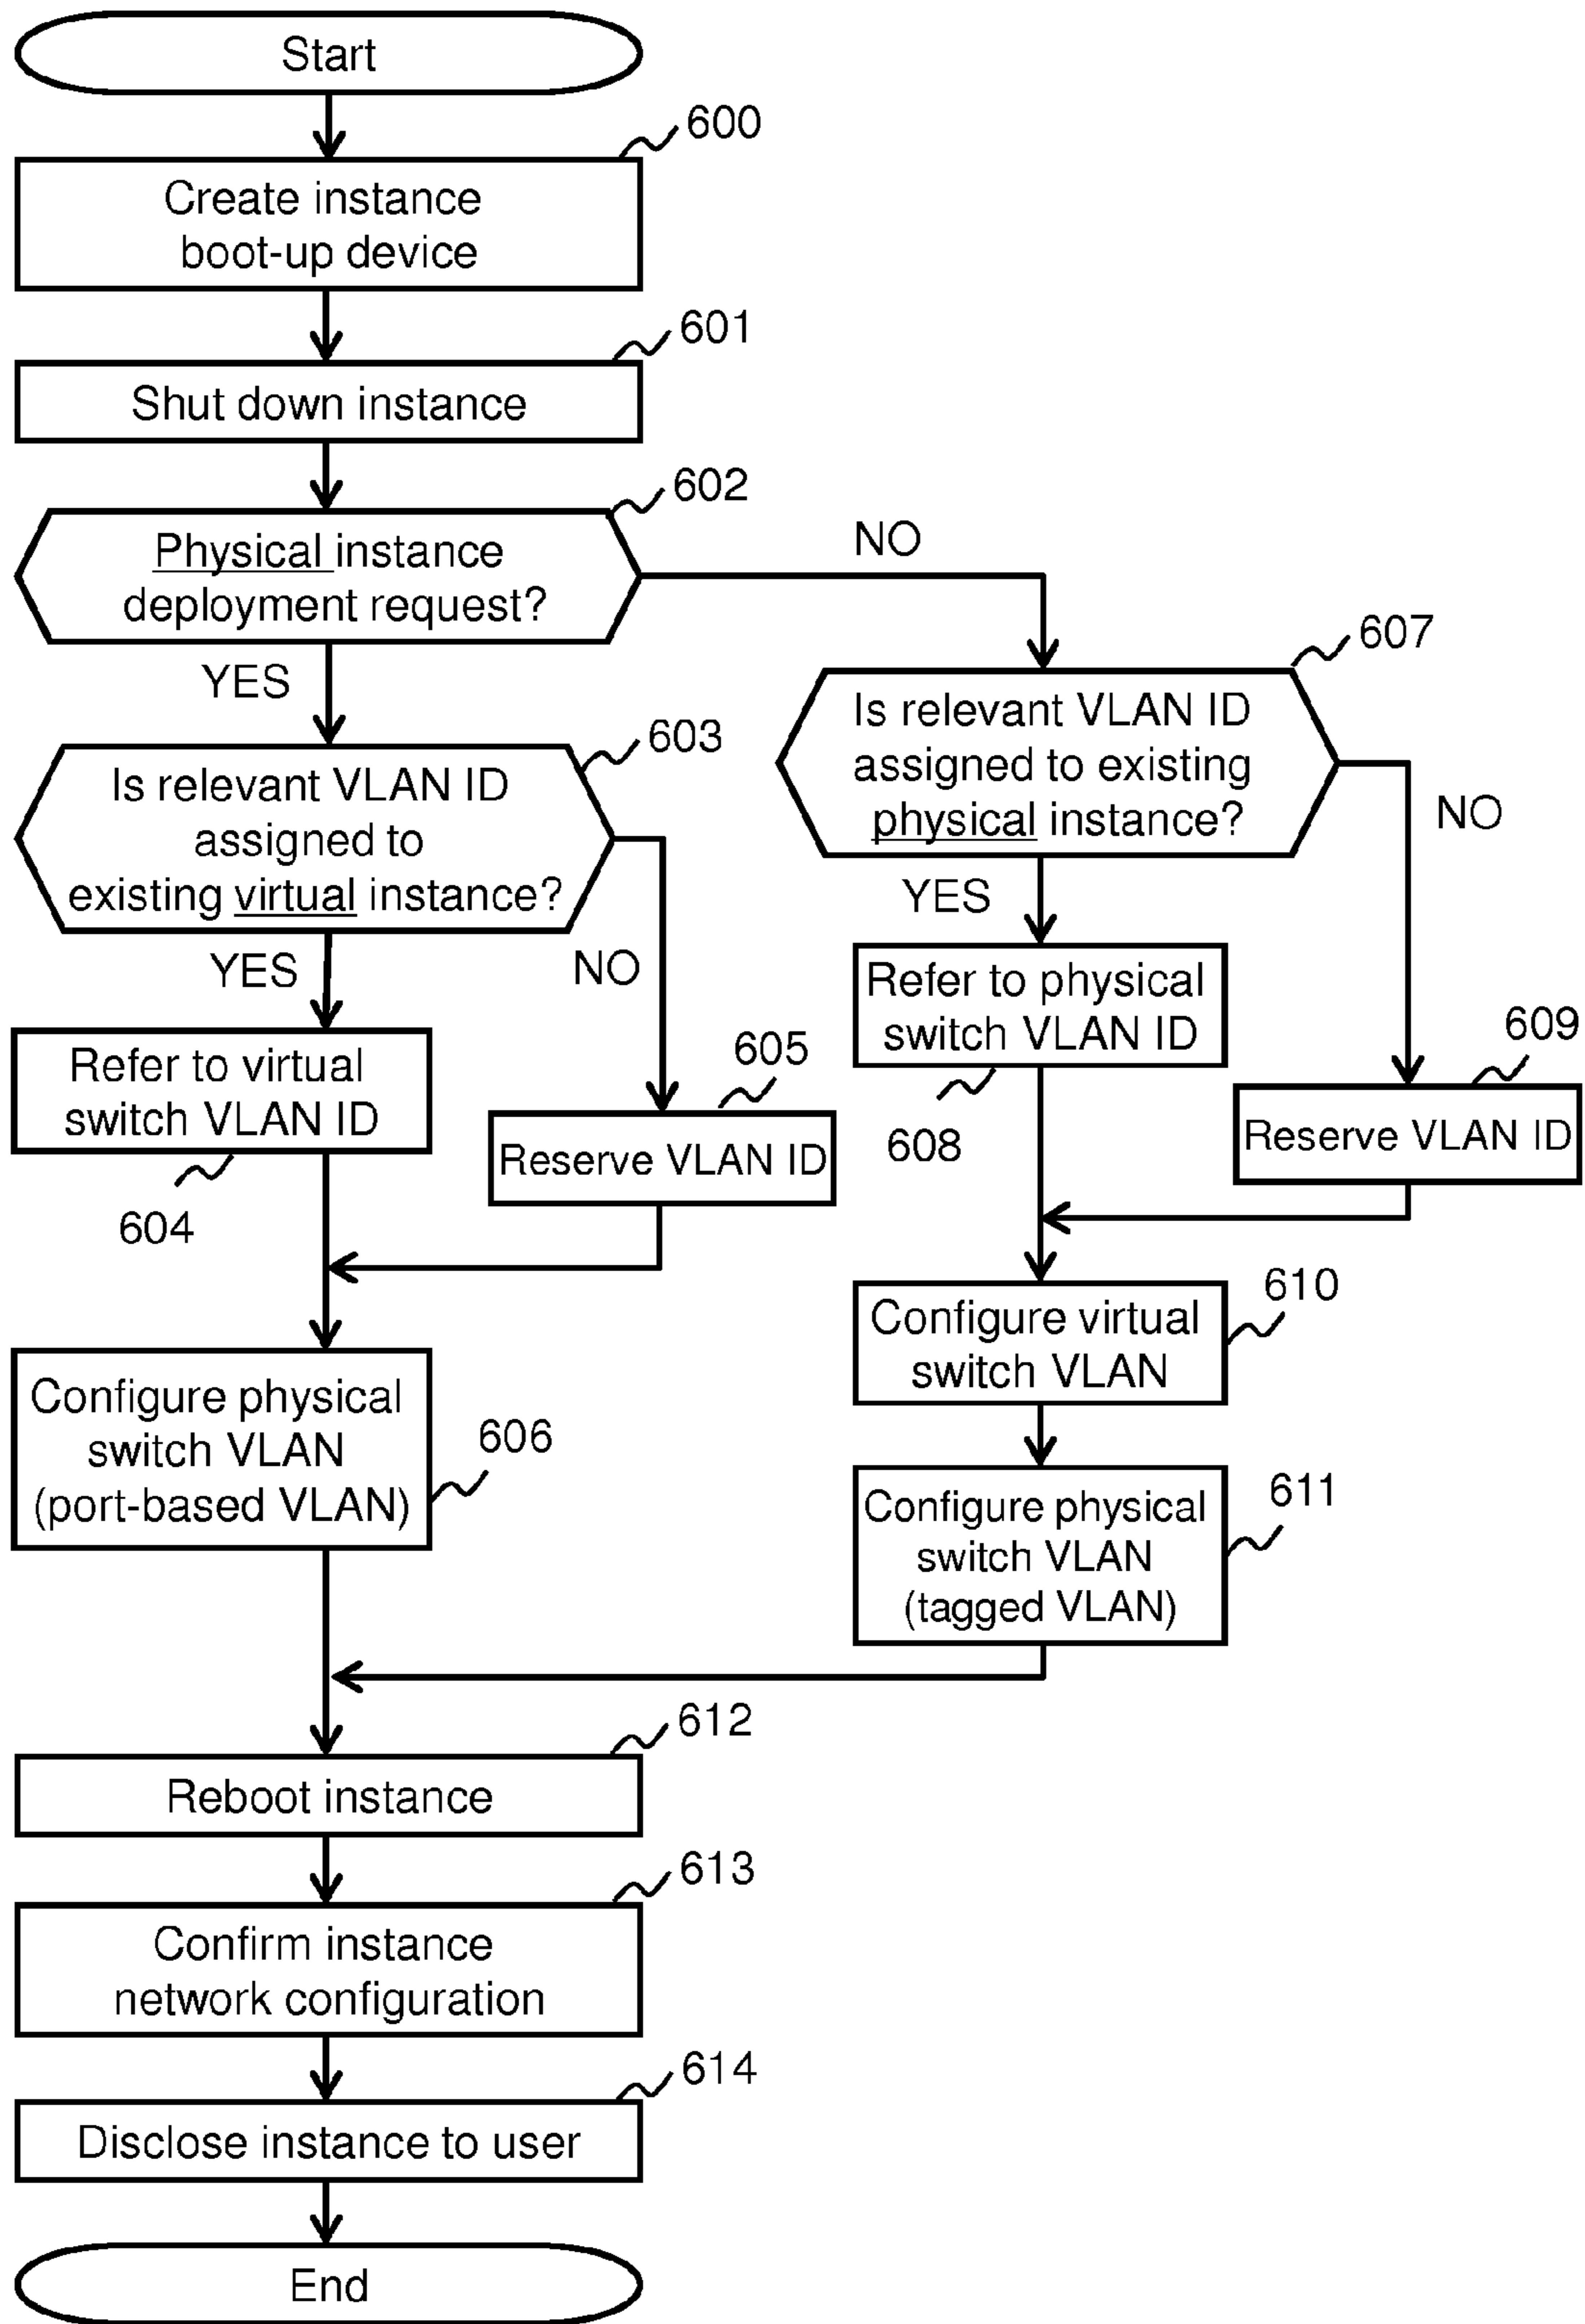 Start
600
Create instance
boot-up device
601
Shut down instance
602
Physical instance
deployment request?
NO
YES
607
Is relevant VLAN ID
assigned to existing
physical instance?
603
Is relevant VLAN ID
assigned to
existing virtual instance?
NO
YES
YES
NO
Refer to physical
switch VLAN ID
608
609
Reserve VLAN ID
Refer to virtual
switch VLAN ID
604
605
Reserve VLAN ID
610
Configure virtual
switch VLAN
Configure physical
switch VLAN
(port-based VLAN)
606
Configure physical
switch VLAN
(tagged VLAN)
611
612
Reboot instance
613
Confirm instance
network configuration
614
Disclose instance to user
End